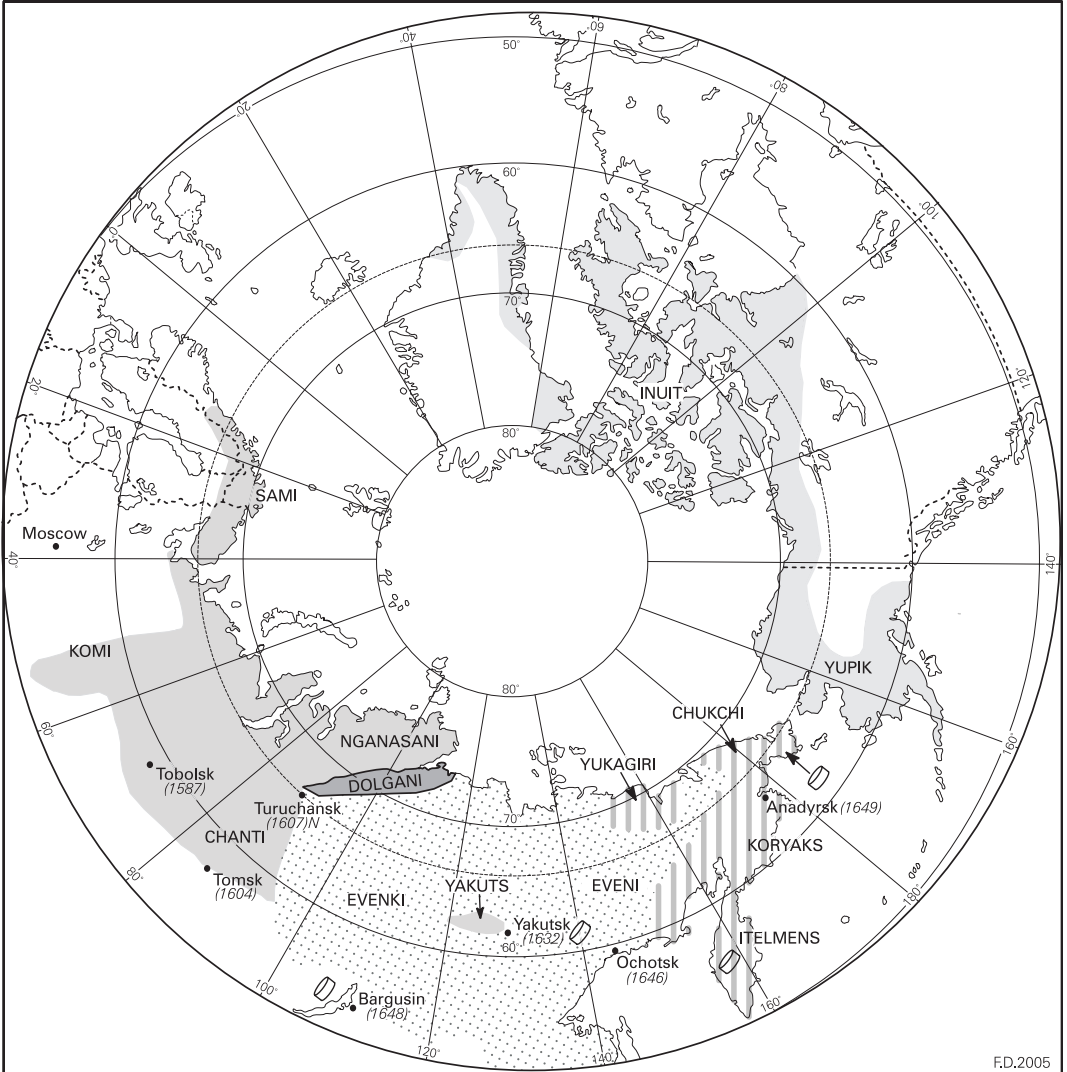 60°
40°
50°
80°
20°
60°
100°
0°
70°
120°
20°
INUIT
80°
SAMI
Moscow
40°
140°
KOMI
YUPIK
80°
CHUKCHI
60°
NGANASANI
160°
YUKAGIRI
Tobolsk
(1587)
DOLGANI
Turuchansk
(1607)N
Anadyrsk (1649)
70°
CHANTI
KORYAKS
80°
Tomsk
(1604)
YAKUTS
EVENI
180°
EVENKI
Yakutsk
(1632)
60°
ITELMENS
Ochotsk
(1646)
100°
Bargusin
(1648)
160°
120°
140°
F.D.2005